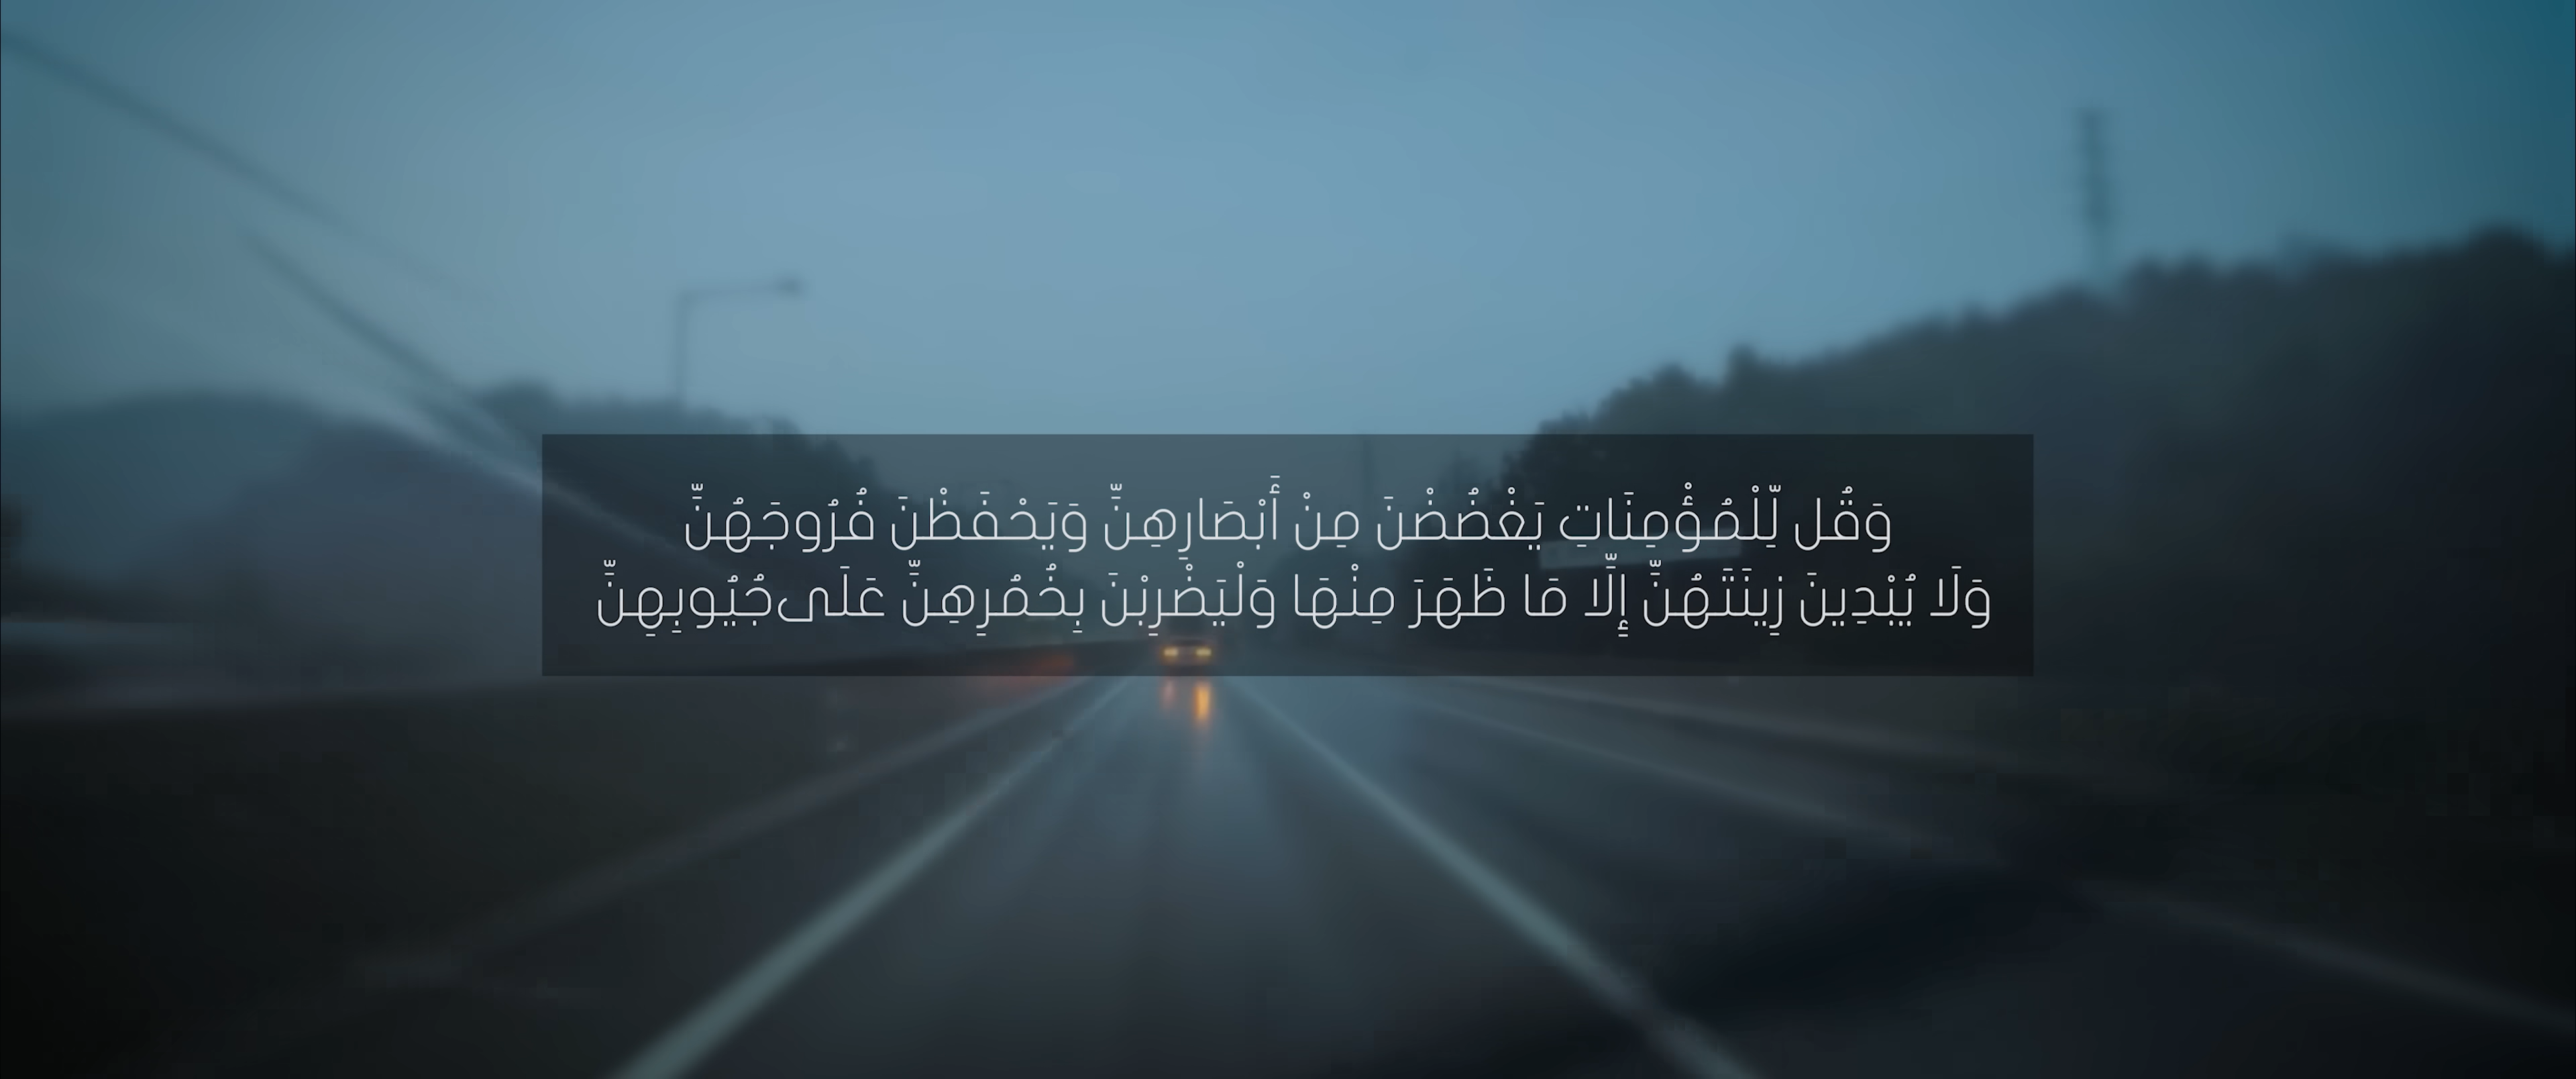 وَقُل لِّلْمُؤْمِنَاتِ يَغْضُضْنَ مِنْ أَبْصَارِهِنَّ وَيَحْفَظْنَ فُرُوجَهُنَّ
وَلَا يُبْدِينَ زِينَتَهُنَّ إِلَّا مَا ظَهَرَ مِنْهَا وَلْيَضْرِبْنَ بِخُمُرِهِنَّ عَلَى جُيُوبِهِنَّ